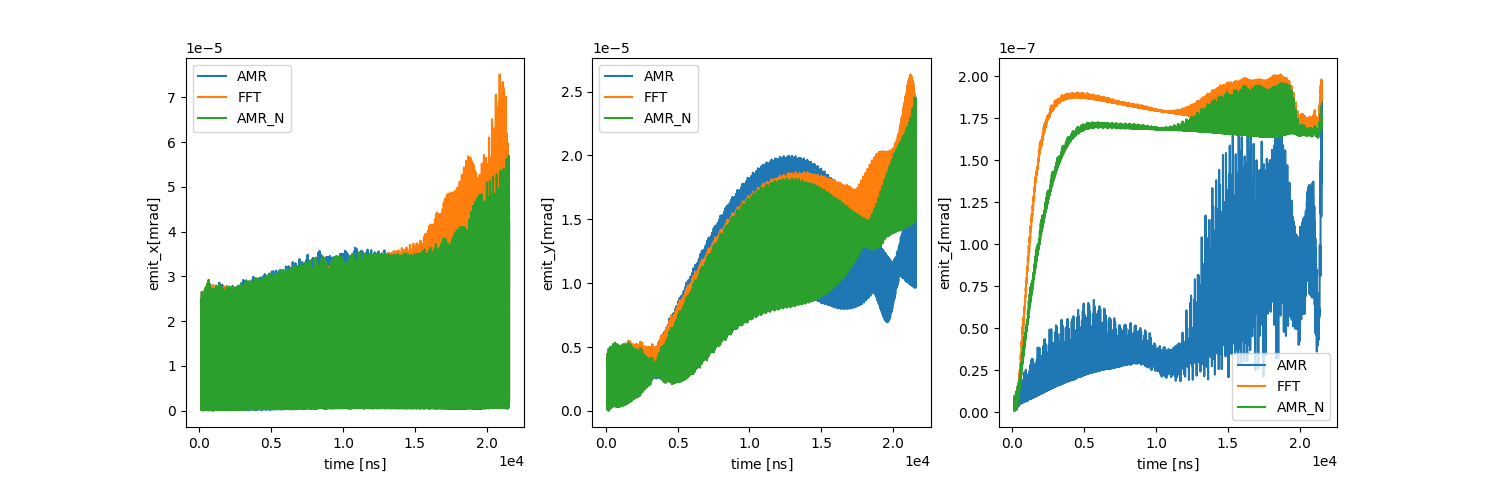 1e−5
AMR
FFT
AMR_N
7
6
5
4
3
2
1
0
emit_x[mrad]
0.0 0.5 1.0 1.5 2.0
1e4
time [ns]
1e−5
AMR
FFT
AMR_N
2.5
2.0
1.5
1.0
0.5
0.0
emit_y[mrad]
0.0 0.5 1.0 1.5 2.0
1e4
time [ns]
1e−7
2.00
1.75
1.50
1.25
1.00
0.75
0.50
0.25
0.00
emit_z[mrad]
AMR
FFT
AMR_N
0.0 0.5 1.0 1.5 2.0
1e4
time [ns]